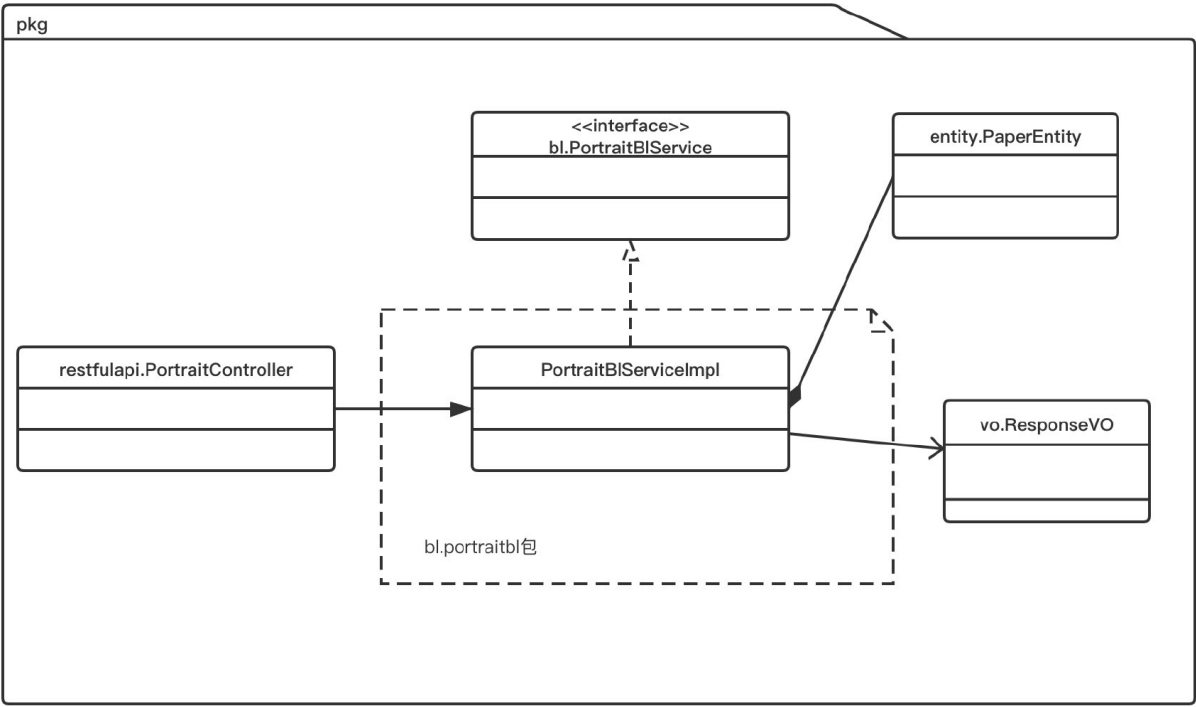 pkg
<<interface>>
bl.PortraitBlService
entity.PaperEntity
restfulapi.PortraitController
PortraitBlServiceImpl
vo.ResponseVO
bl.portraitbl包